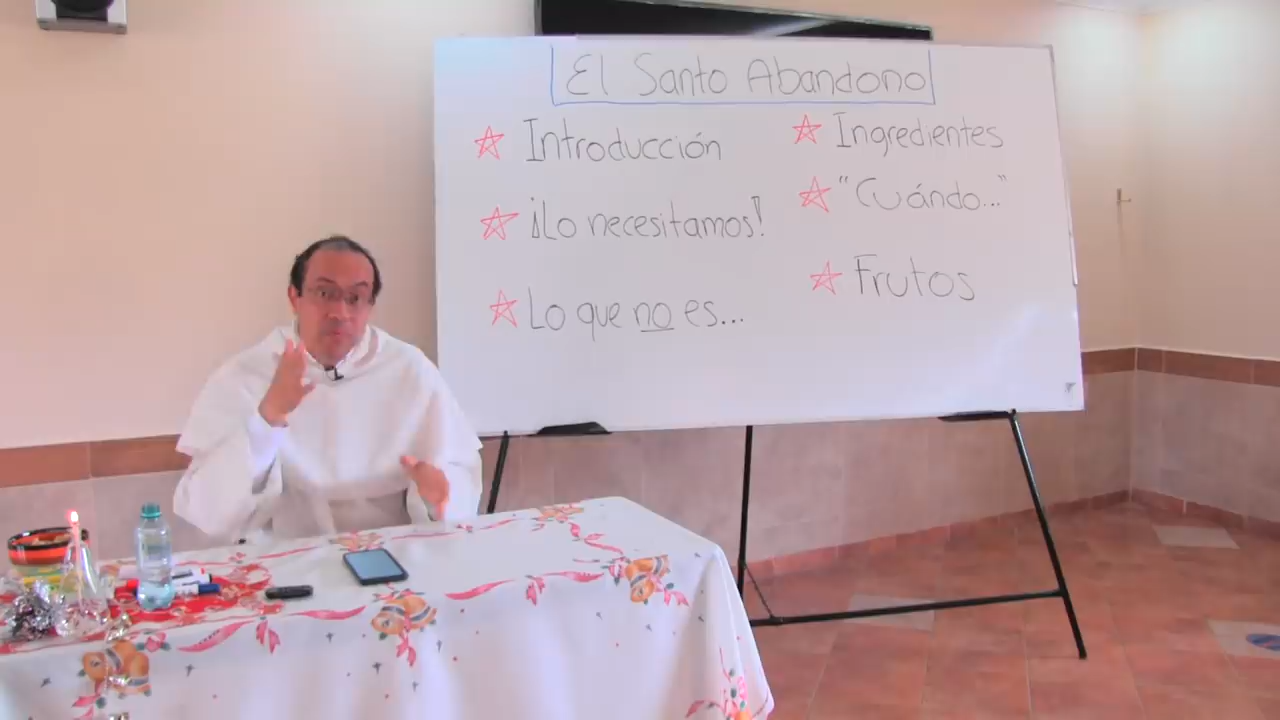 El Santo Abandono
Introducción
¡Lo necesitamos!
Lo que no es...
Ingredientes
"Cuándo..."
Frutos